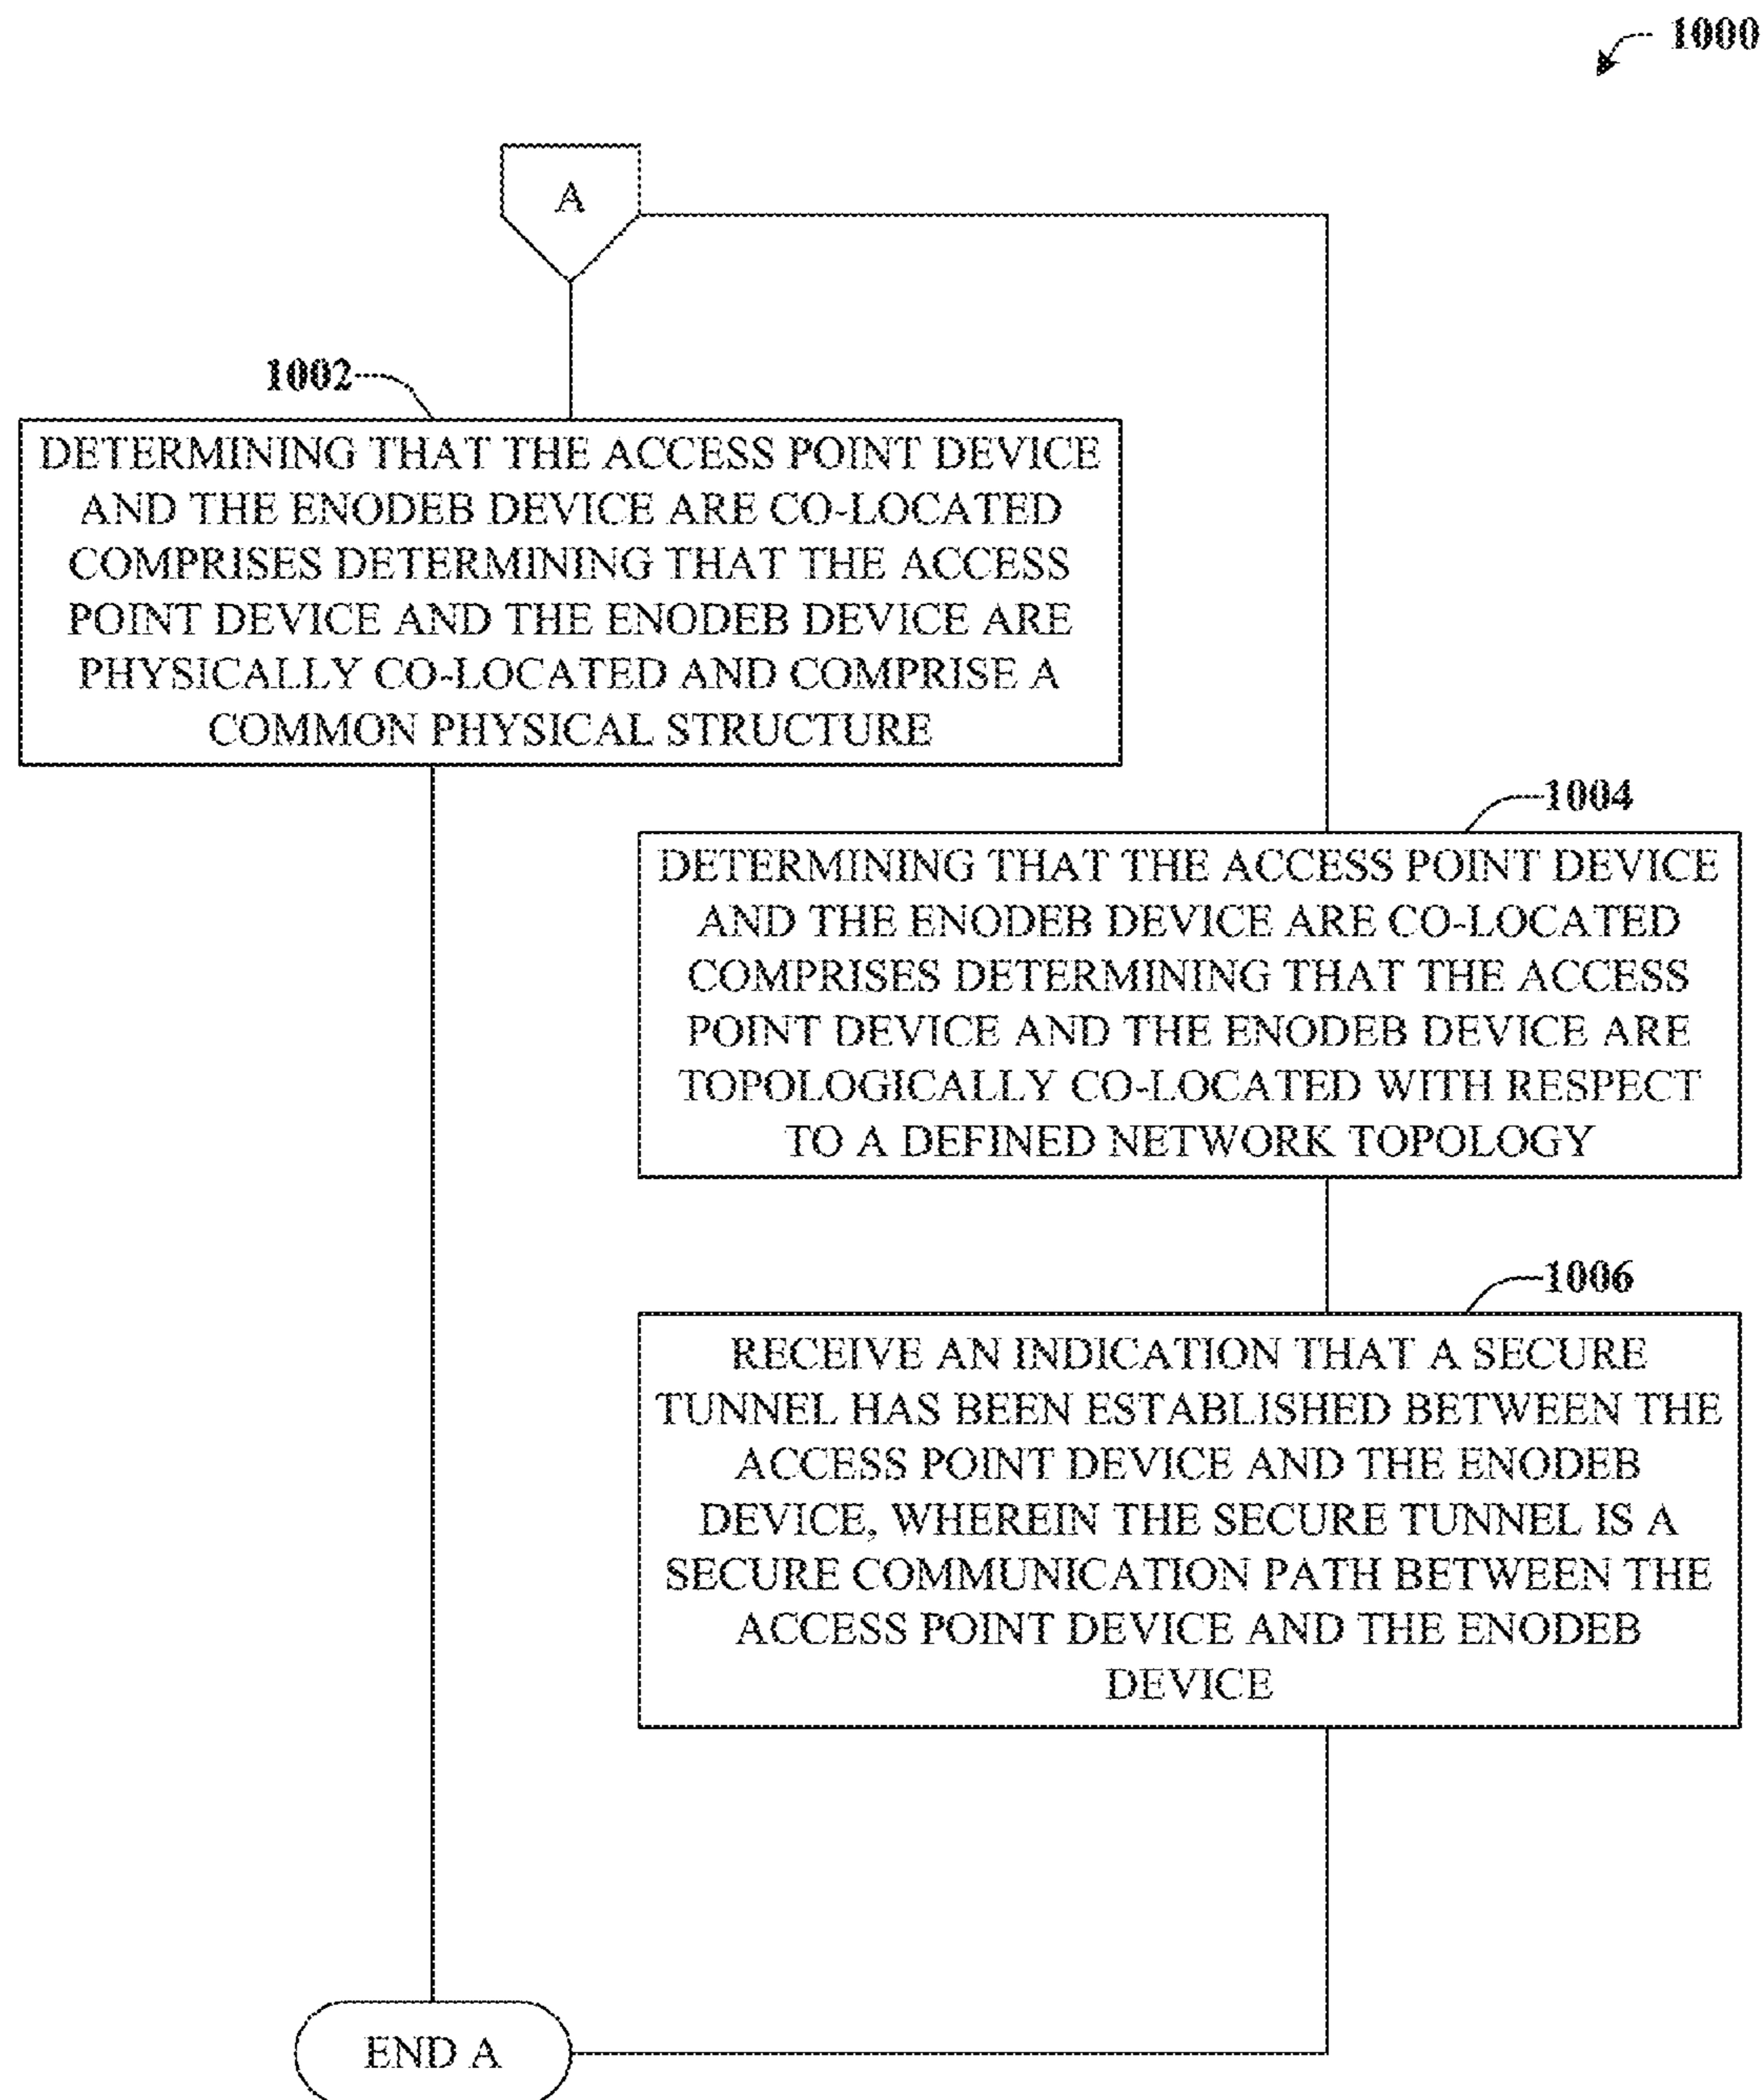 1000
A
1002
DETERMINING THAT THE ACCESS POINT DEVICE
AND THE ENODEB DEVICE ARE CO-LOCATED
COMPRISES DETERMINING THAT THE ACCESS
POINT DEVICE AND THE ENODEB DEVICE ARE
PHYSICALLY CO-LOCATED AND COMPRISE A
COMMON PHYSICAL STRUCTURE
1004
DETERMINING THAT THE ACCESS POINT DEVICE
AND THE ENODEB DEVICE ARE CO-LOCATED
COMPRISES DETERMINING THAT THE ACCESS
POINT DEVICE AND THE ENODEB DEVICE ARE
TOPOLOGICALLY CO-LOCATED WITH RESPECT
TO A DEFINED NETWORK TOPOLOGY
1006
RECEIVE AN INDICATION THAT A SECURE
TUNNEL HAS BEEN ESTABLISHED BETWEEN THE
ACCESS POINT DEVICE AND THE ENODEB
DEVICE, WHEREIN THE SECURE TUNNEL IS A
SECURE COMMUNICATION PATH BETWEEN THE
ACCESS POINT DEVICE AND THE ENODEB
DEVICE
END A